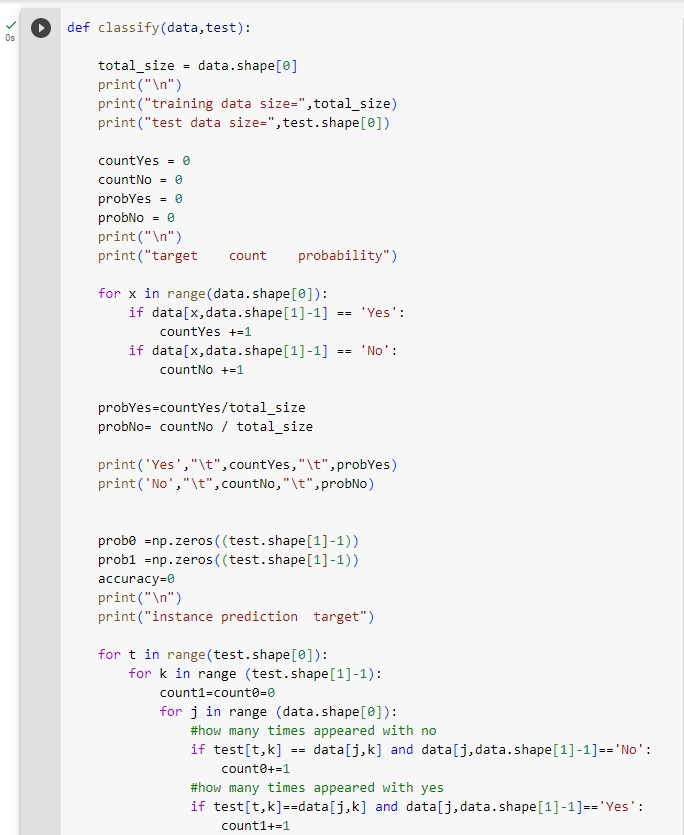 0s
def classify(data,test):
    total_size = data.shape[0]
    print("\n")
    print("training data size=",total_size)
    print("test data size=",test.shape[0])
    countYes = 0
    countNo = 0
    probYes = 0
    probNo = 0
    print("\n")
    print("target    count    probability")
    for x in range(data.shape[0]):
        if data[x,data.shape[1]-1] == 'Yes':
            countYes +=1
        if data[x,data.shape[1]-1] == 'No':
            countNo +=1
    probYes=countYes/total_size
    probNo= countNo / total_size
    print('Yes',"\t",countYes,"\t",probYes)
    print('No',"\t",countNo,"\t",probNo)
    prob0 =np.zeros((test.shape[1]-1))
    prob1 =np.zeros((test.shape[1]-1))
    accuracy=0
    print("\n")
    print("instance prediction  target")
    for t in range(test.shape[0]):
        for k in range (test.shape[1]-1):
            count1=count0=0
            for j in range (data.shape[0]):
                #how many times appeared with no
                if test[t,k] == data[j,k] and data[j,data.shape[1]-1]=='No':
                    count0+=1
                #how many times appeared with yes
                if test[t,k]==data[j,k] and data[j,data.shape[1]-1]=='Yes':
                    count1+=1